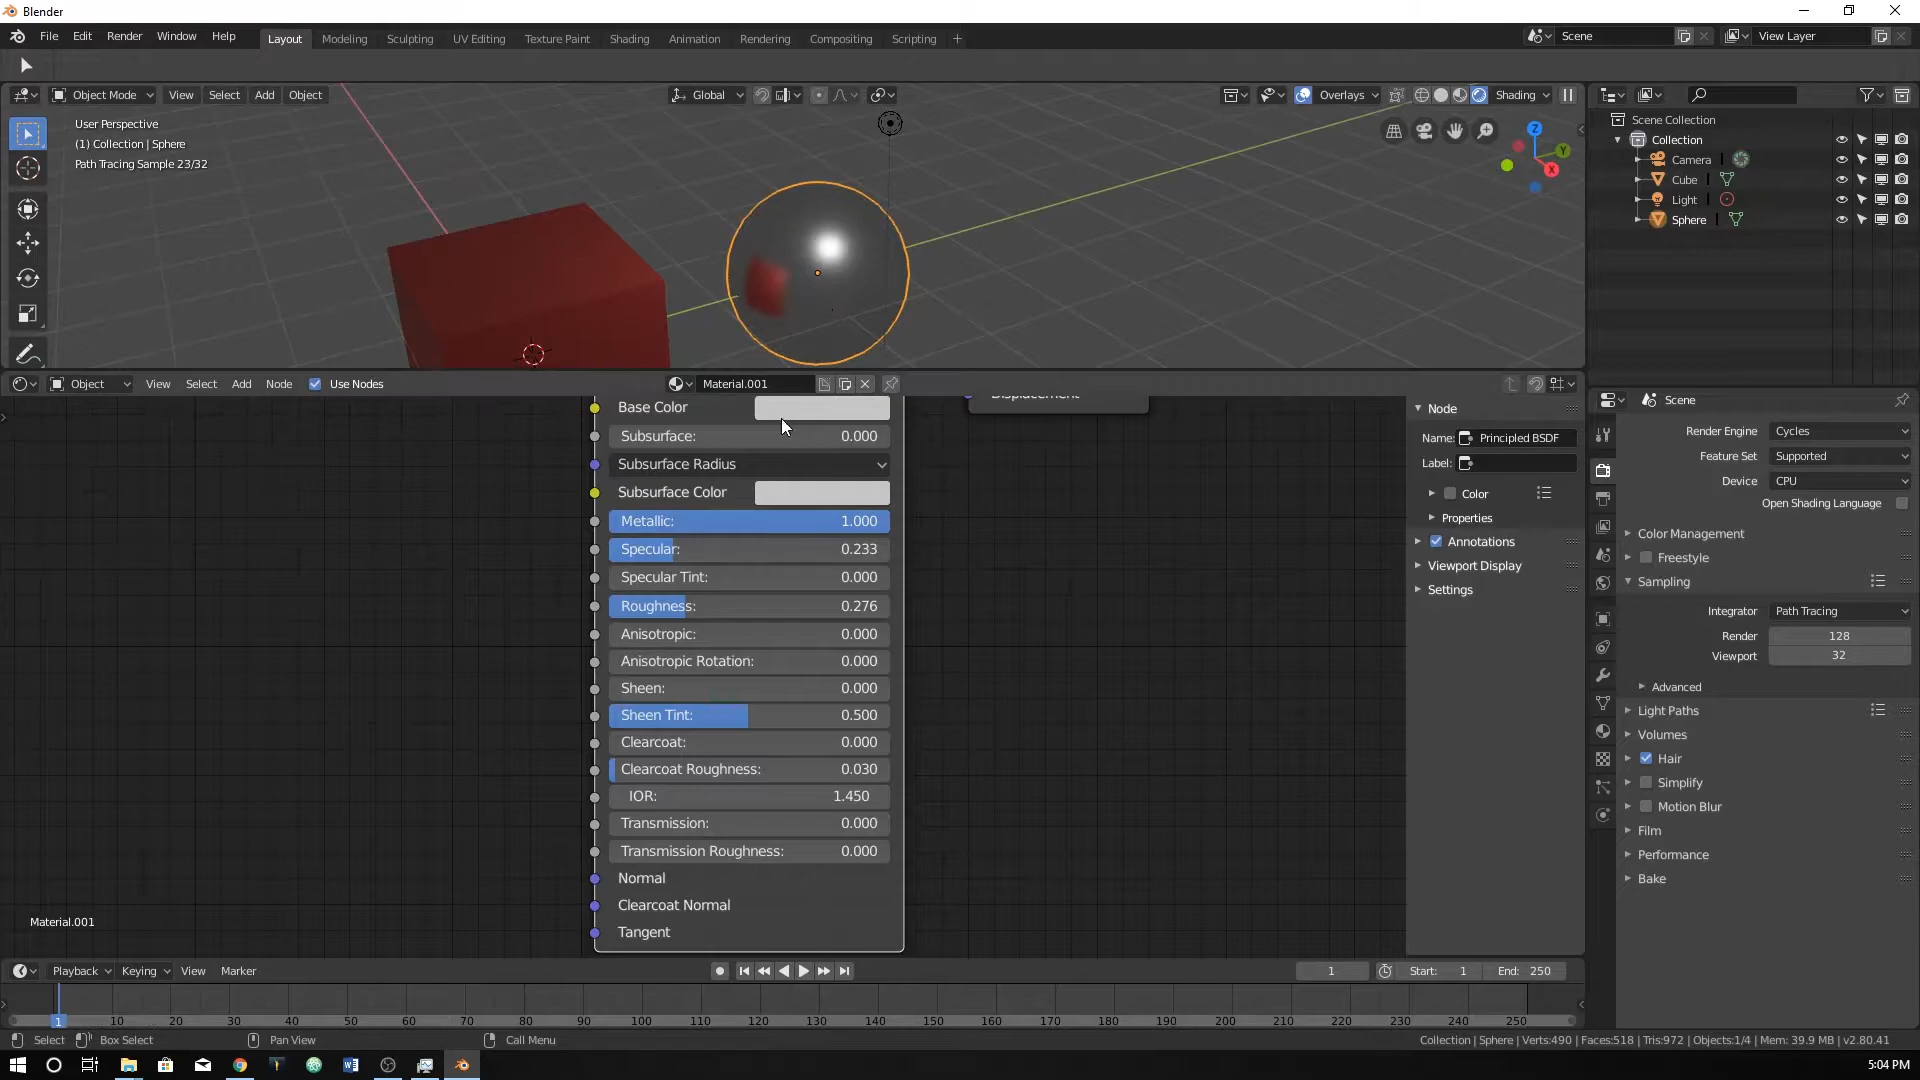 Blender
File Edit Render Window Help Layout Modeling Sculpting UV Editing Texture Paint Shading Animation Rendering Compositing Scripting + Scene View Layer
Object Mode View Select Add Object Global Overlays Shading
User Perspective
(1) Collection | Sphere
Path Tracing Sample 23/32
Z
Y
X
Scene Collection
Collection
Camera
Cube
Light
Sphere
Object View Select Add Node Use Nodes Material.001
Displacement
Base Color
Subsurface: 0.000
Subsurface Radius
Subsurface Color
Metallic: 1.000
Specular: 0.233
Specular Tint: 0.000
Roughness: 0.276
Anisotropic: 0.000
Anisotropic Rotation: 0.000
Sheen: 0.000
Sheen Tint: 0.500
Clearcoat: 0.000
Clearcoat Roughness: 0.030
IOR: 1.450
Transmission: 0.000
Transmission Roughness: 0.000
Normal
Clearcoat Normal
Tangent
Material.001
Node
Name: Principled BSDF
Label:
Color
Properties
Annotations
Viewport Display
Settings
Scene
Render Engine Cycles
Feature Set Supported
Device CPU
Open Shading Language
Color Management
Freestyle
Sampling
Integrator Path Tracing
Render 128
Viewport 32
Advanced
Light Paths
Volumes
Hair
Simplify
Motion Blur
Film
Performance
Bake
Playback Keying View Marker 1 Start: 1 End: 250
1 10 20 30 40 50 60 70 80 90 100 110 120 130 140 150 160 170 180 190 200 210 220 230 240 250
Select Box Select Pan View Call Menu Collection | Sphere | Verts:490 | Faces:518 | Tris:972 | Objects:1/4 | Mem: 39.9 MB | v2.80.41
5:04 PM